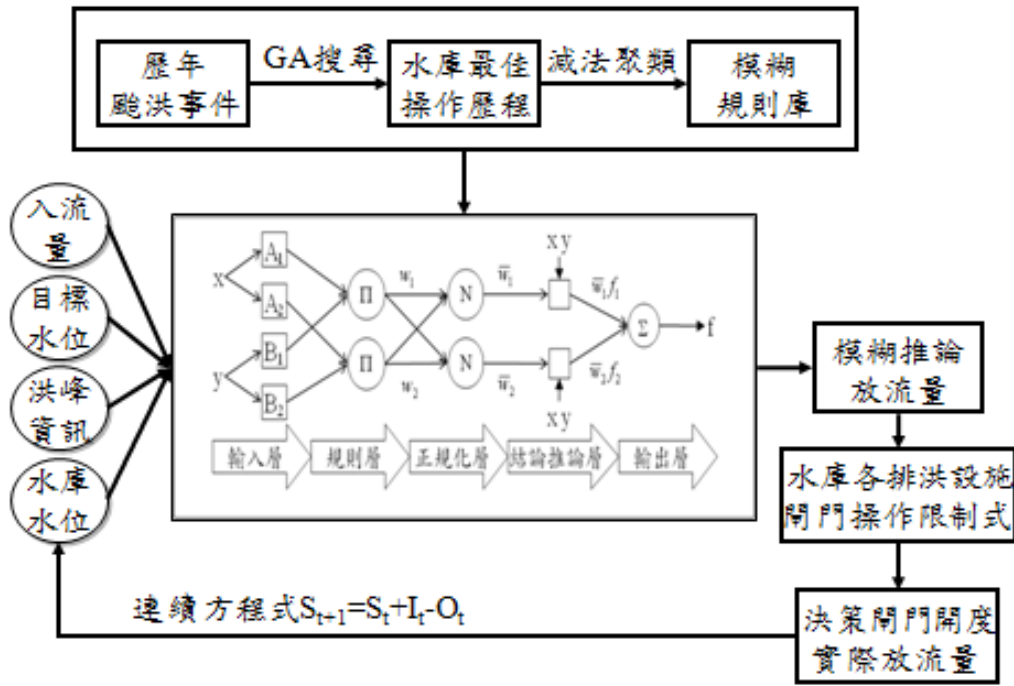 歷年
颱洪事件
GA搜尋
水庫最佳
操作歷程
減法聚類
模糊
規則庫
入流
量
目標
水位
洪峰
資訊
水庫
水位
x
y
A1
A2
B1
B2
Π
Π
w1
w2
N
N
w̅1
w̅2
x y
x y
w̅1f1
w̅2f2
Σ
f
輸入層
規則層
正規化層
結論推論層
輸出層
模糊推論
放流量
水庫各排洪設施
閘門操作限制式
決策閘門開度
實際放流量
連續方程式St+1=St+It-Ot